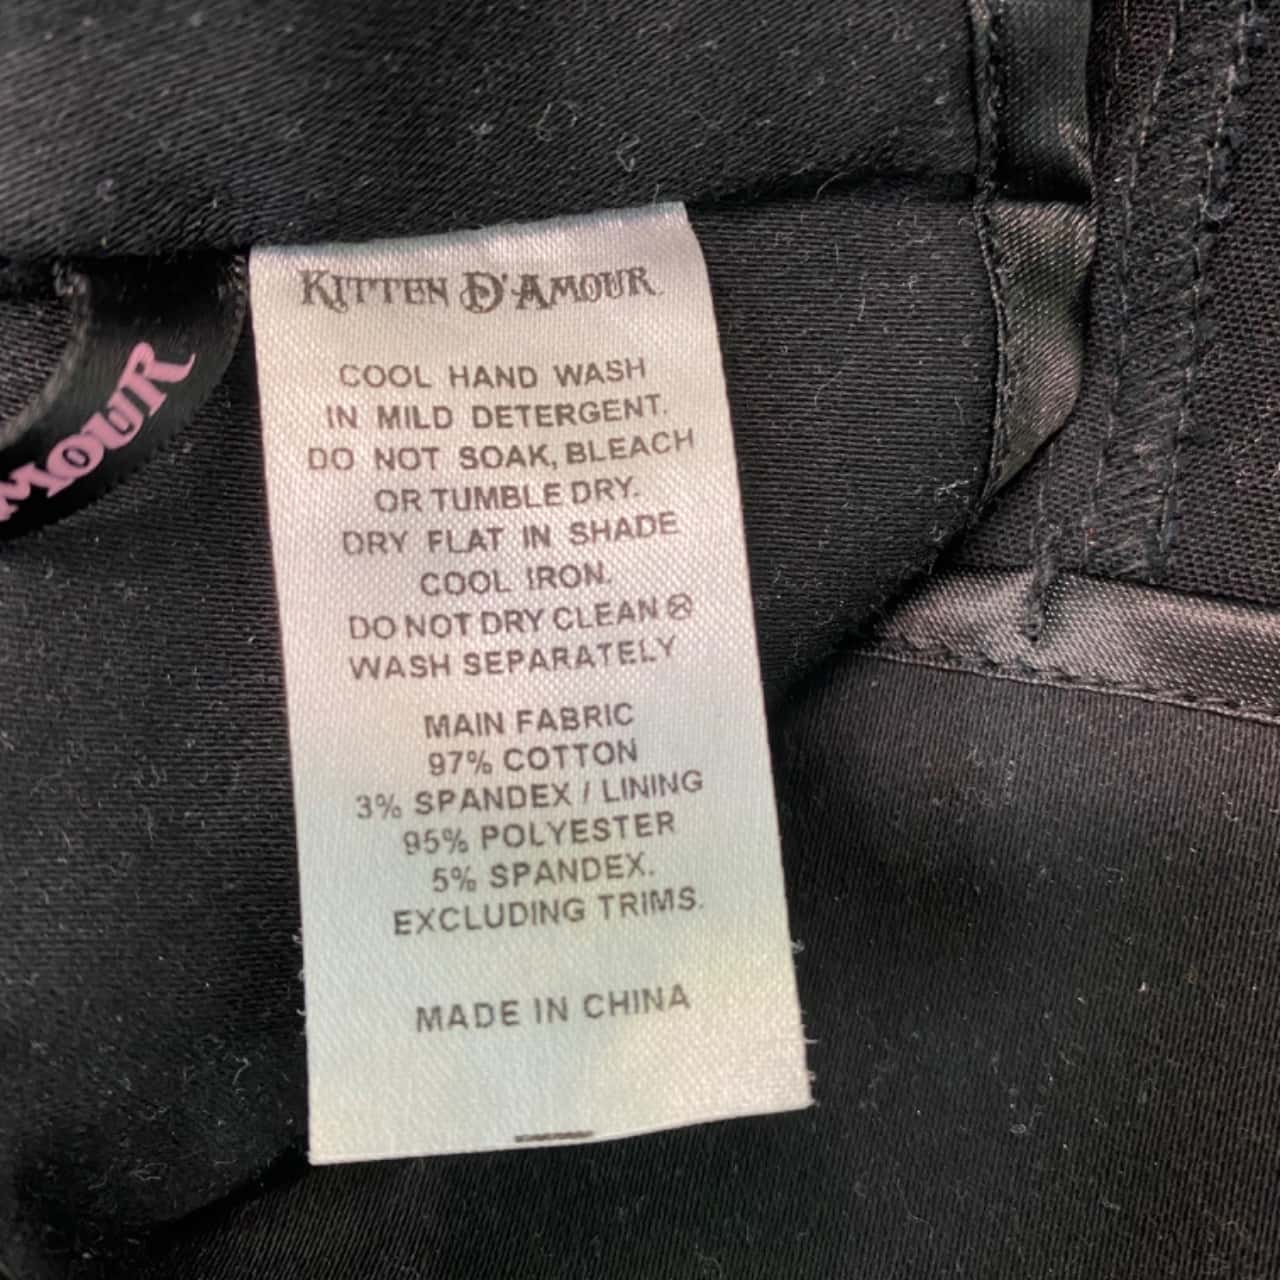 KITTEN D'AMOUR
COOL HAND WASH
IN MILD DETERGENT.
DO NOT SOAK, BLEACH
OR TUMBLE DRY.
DRY FLAT IN SHADE
COOL IRON.
DO NOT DRY CLEAN ⓧ
WASH SEPARATELY
MAIN FABRIC
97% COTTON
3% SPANDEX / LINING
95% POLYESTER
5% SPANDEX.
EXCLUDING TRIMS.
MADE IN CHINA
MOUR